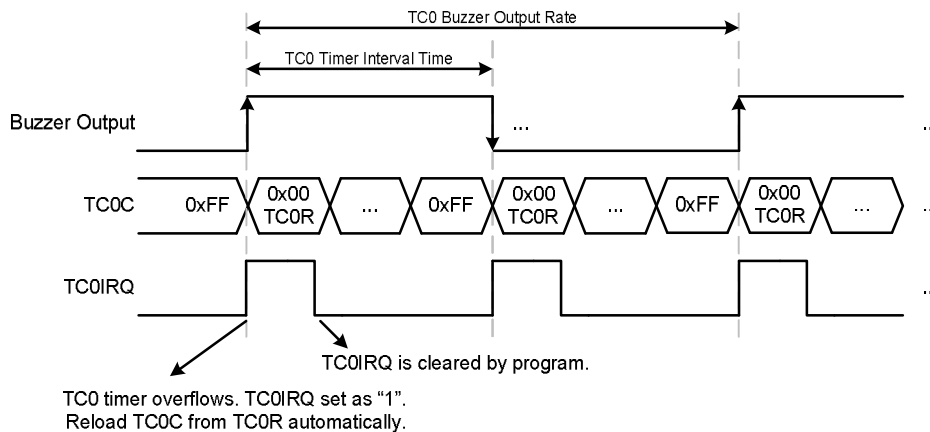 TC0 Buzzer Output Rate
TC0 Timer Interval Time
Buzzer Output
...
..
TC0C
0xFF
0x00
TC0R
...
0xFF
0x00
TC0R
...
0xFF
0x00
TC0R
...
..
TC0IRQ
..
TC0IRQ is cleared by program.
TC0 timer overflows. TC0IRQ set as “1”.
Reload TC0C from TC0R automatically.